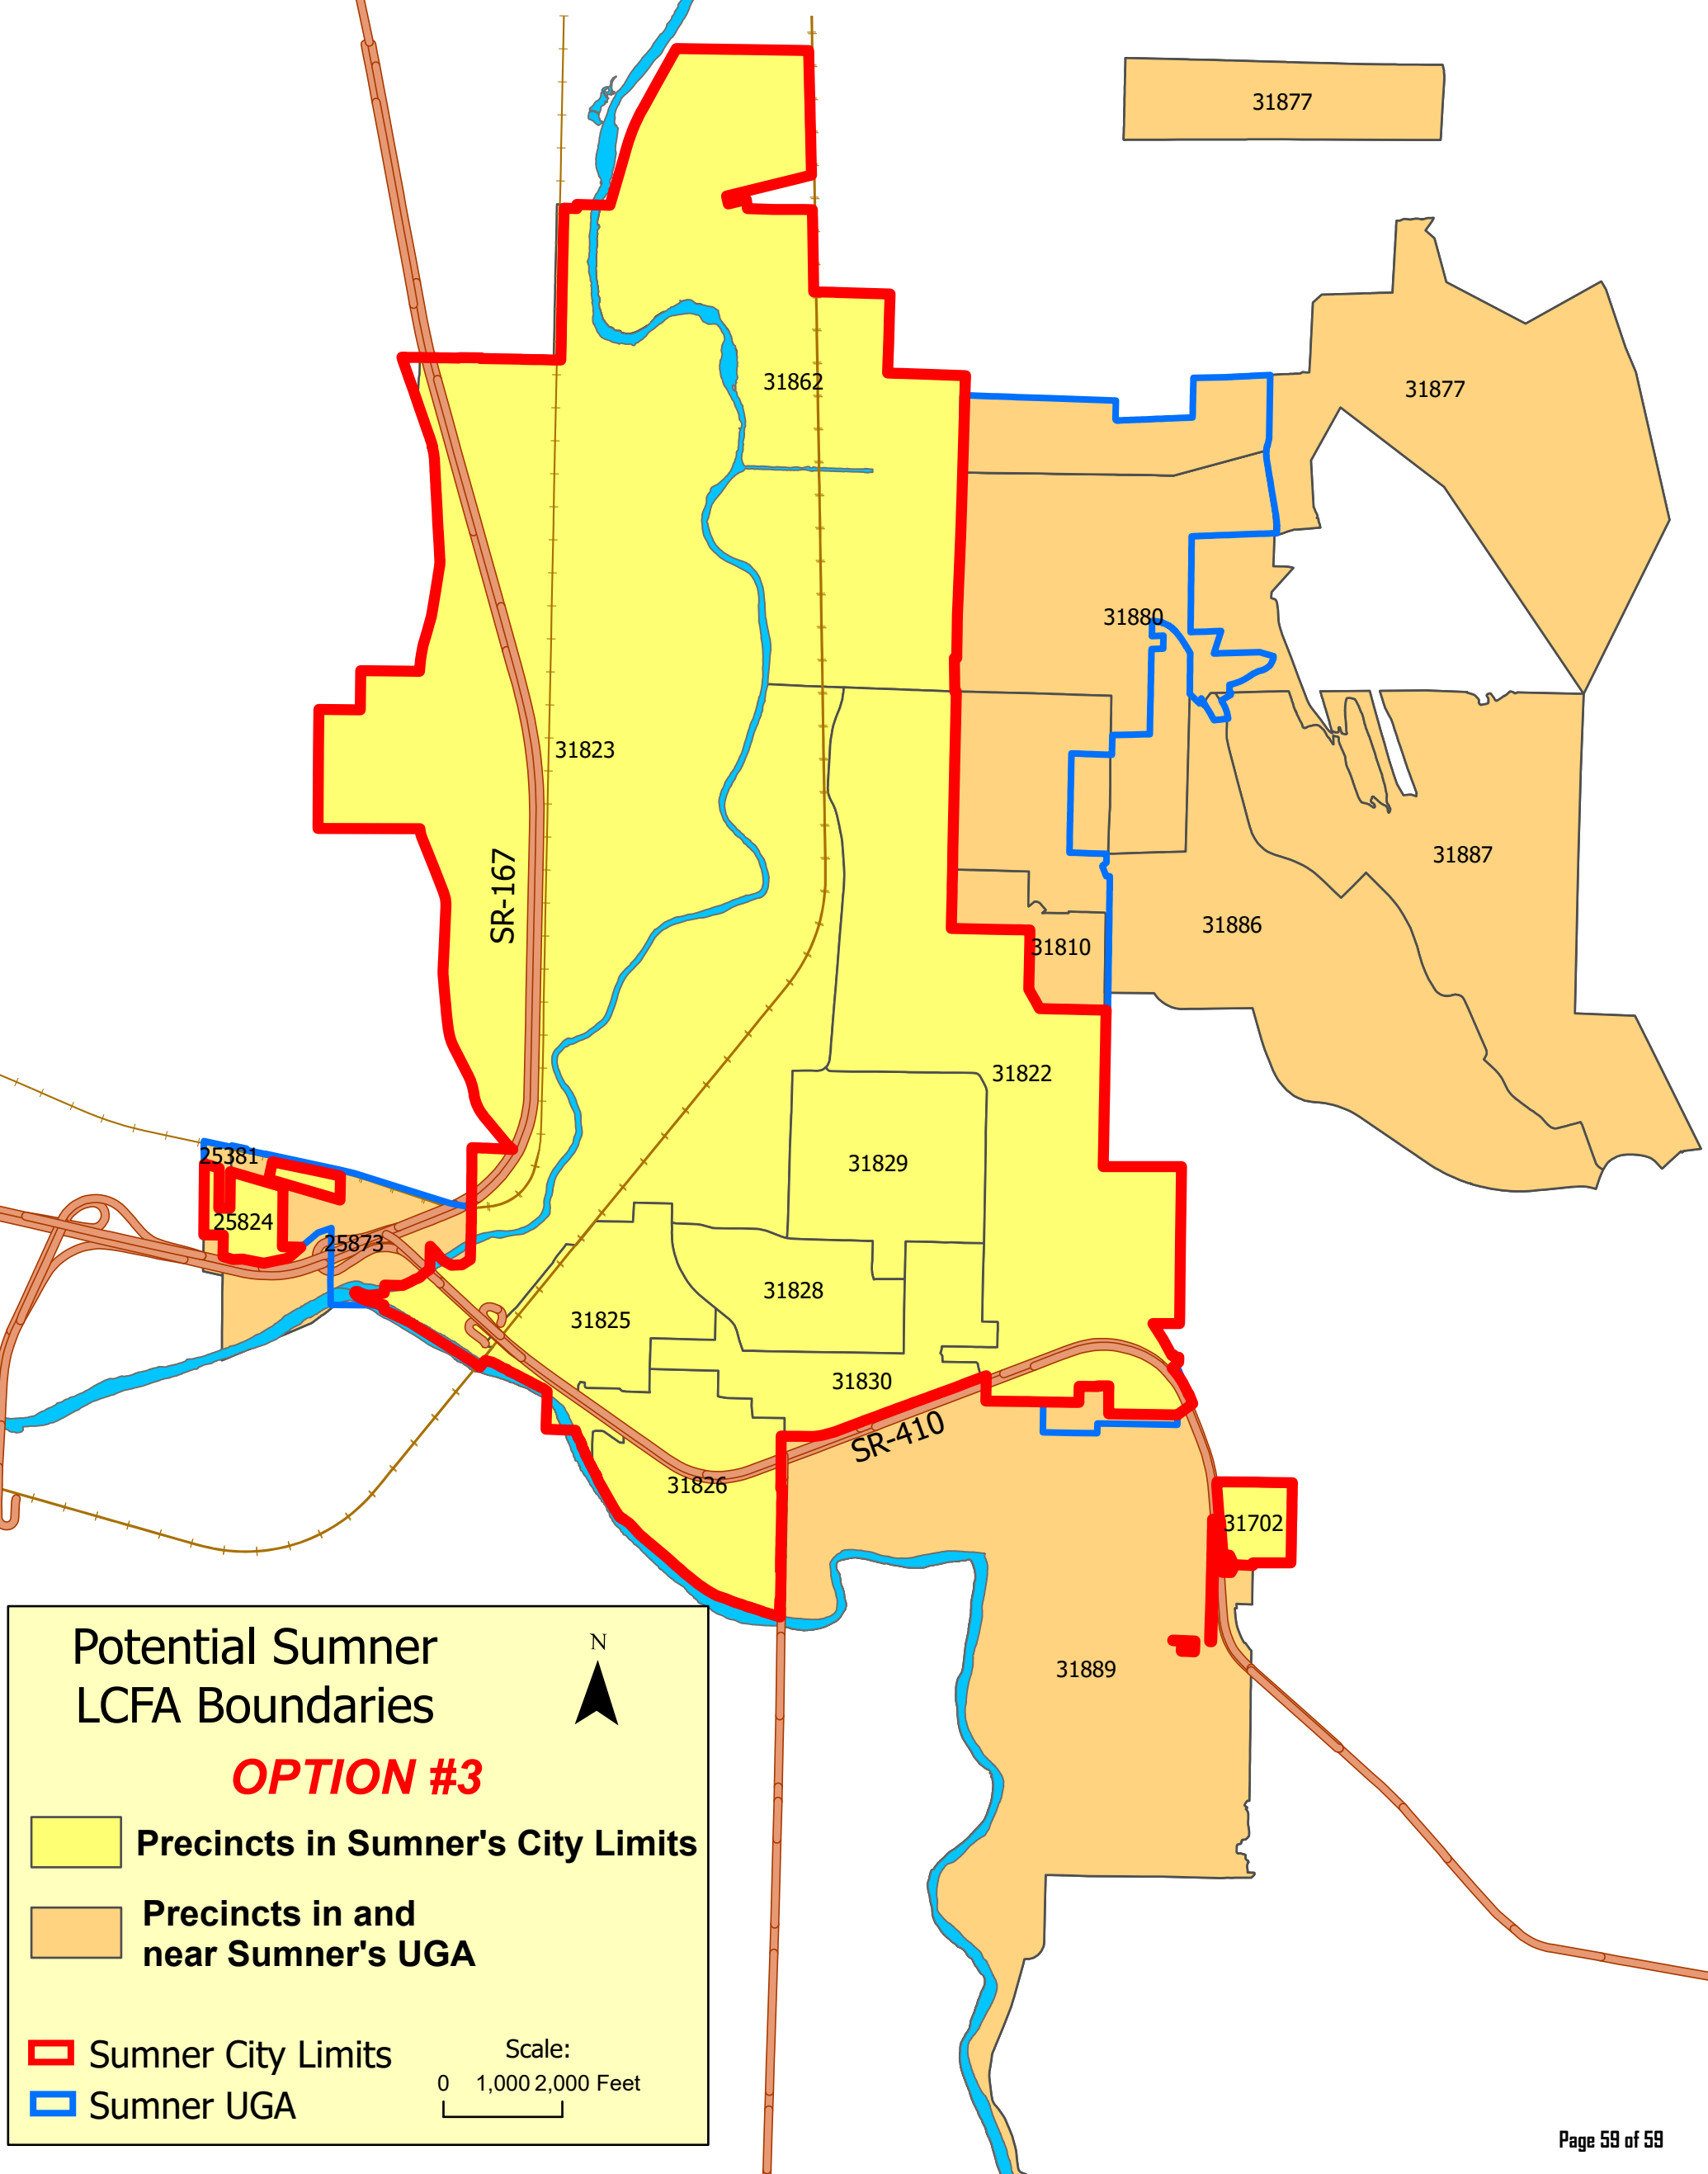 31877
31862
31877
31880
31823
31887
SR-167
31886
31810
31822
25381
31829
25824
25873
31828
31825
31830
SR-410
31826
31702
31889
Potential Sumner
LCFA Boundaries
N
OPTION #3
Precincts in Sumner's City Limits
Precincts in and
near Sumner's UGA
Sumner City Limits
Sumner UGA
Scale:
0 1,000 2,000 Feet
Page 59 of 59